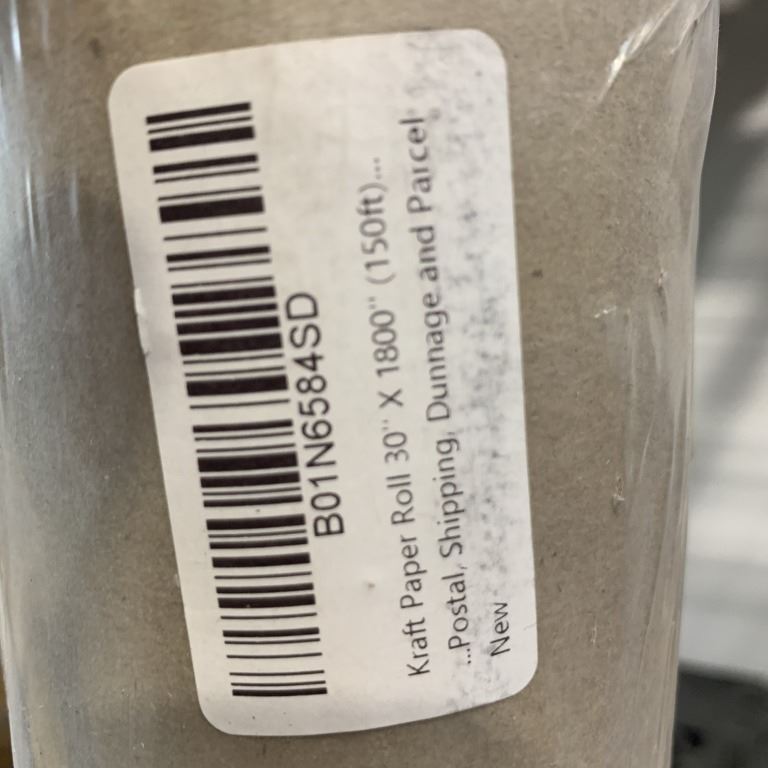 B01N6584SD
Kraft Paper Roll 30" X 1800" (150ft)...
...Postal, Shipping, Dunnage and Parcel
New